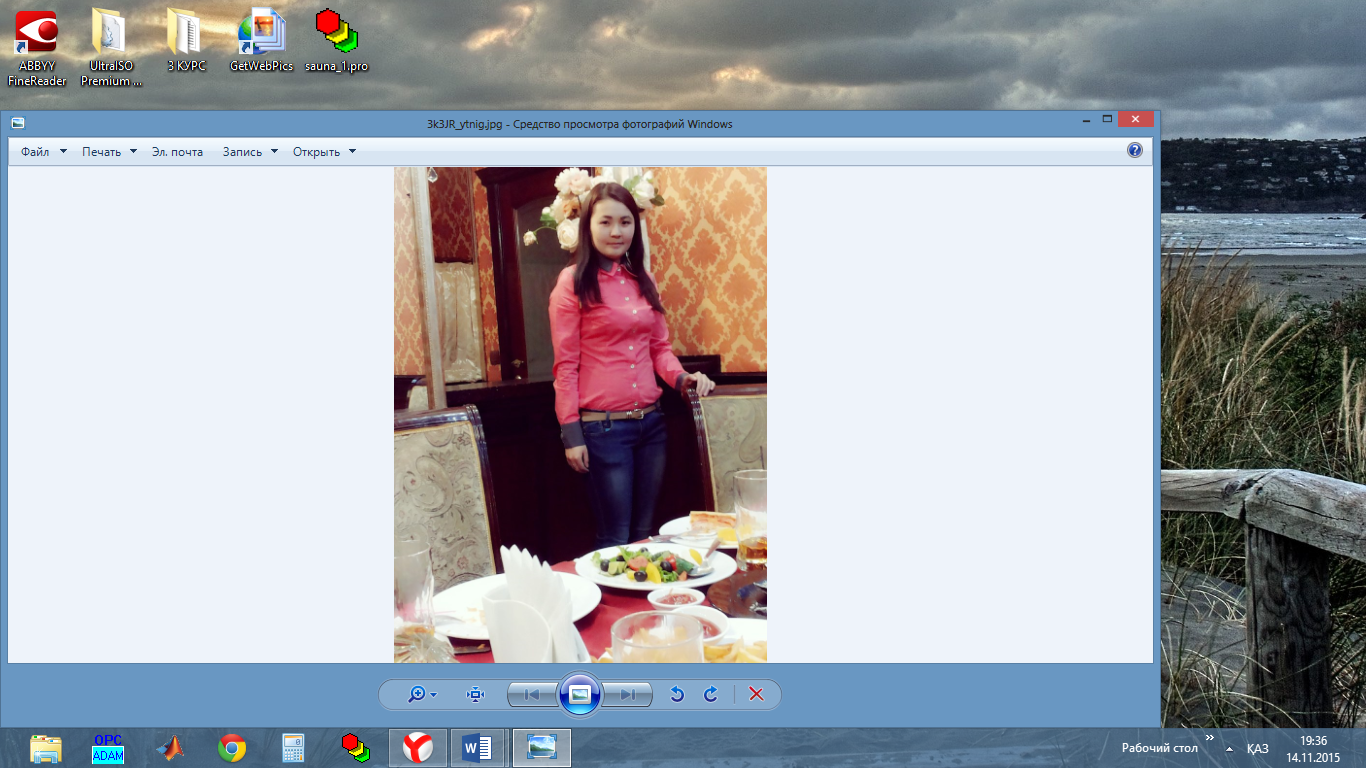 ABBYY
FineReader
UltraISO
Premium ...
3 КУРС
GetWebPics
sauna_1.pro
3k3JR_ytnig.jpg - Средство просмотра фотографий Windows
Файл
Печать
Эл. почта
Запись
Открыть
?
OPC
ADAM
W
Рабочий стол
»
ҚАЗ
19:36
14.11.2015